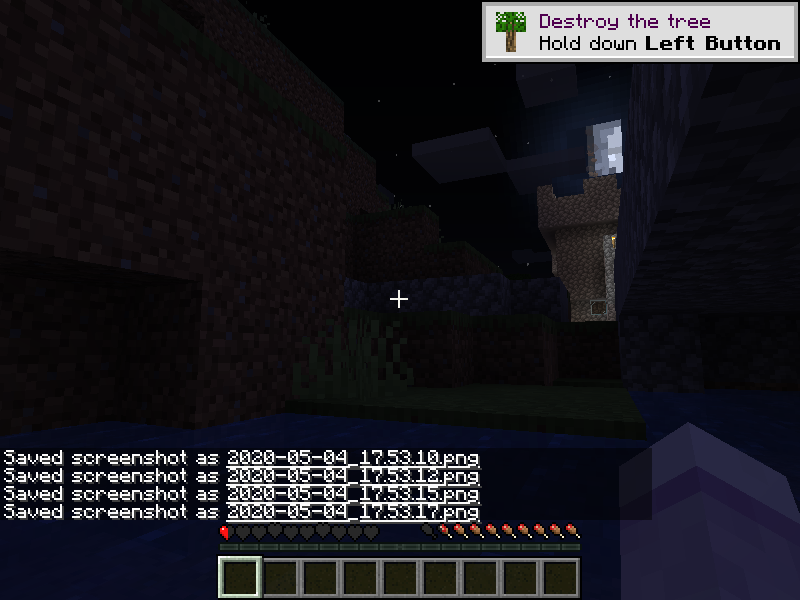 Destroy the tree
Hold down Left Button
Saved screenshot as 2020-05-04_17.53.10.png
Saved screenshot as 2020-05-04_17.53.12.png
Saved screenshot as 2020-05-04_17.53.15.png
Saved screenshot as 2020-05-04_17.53.17.png